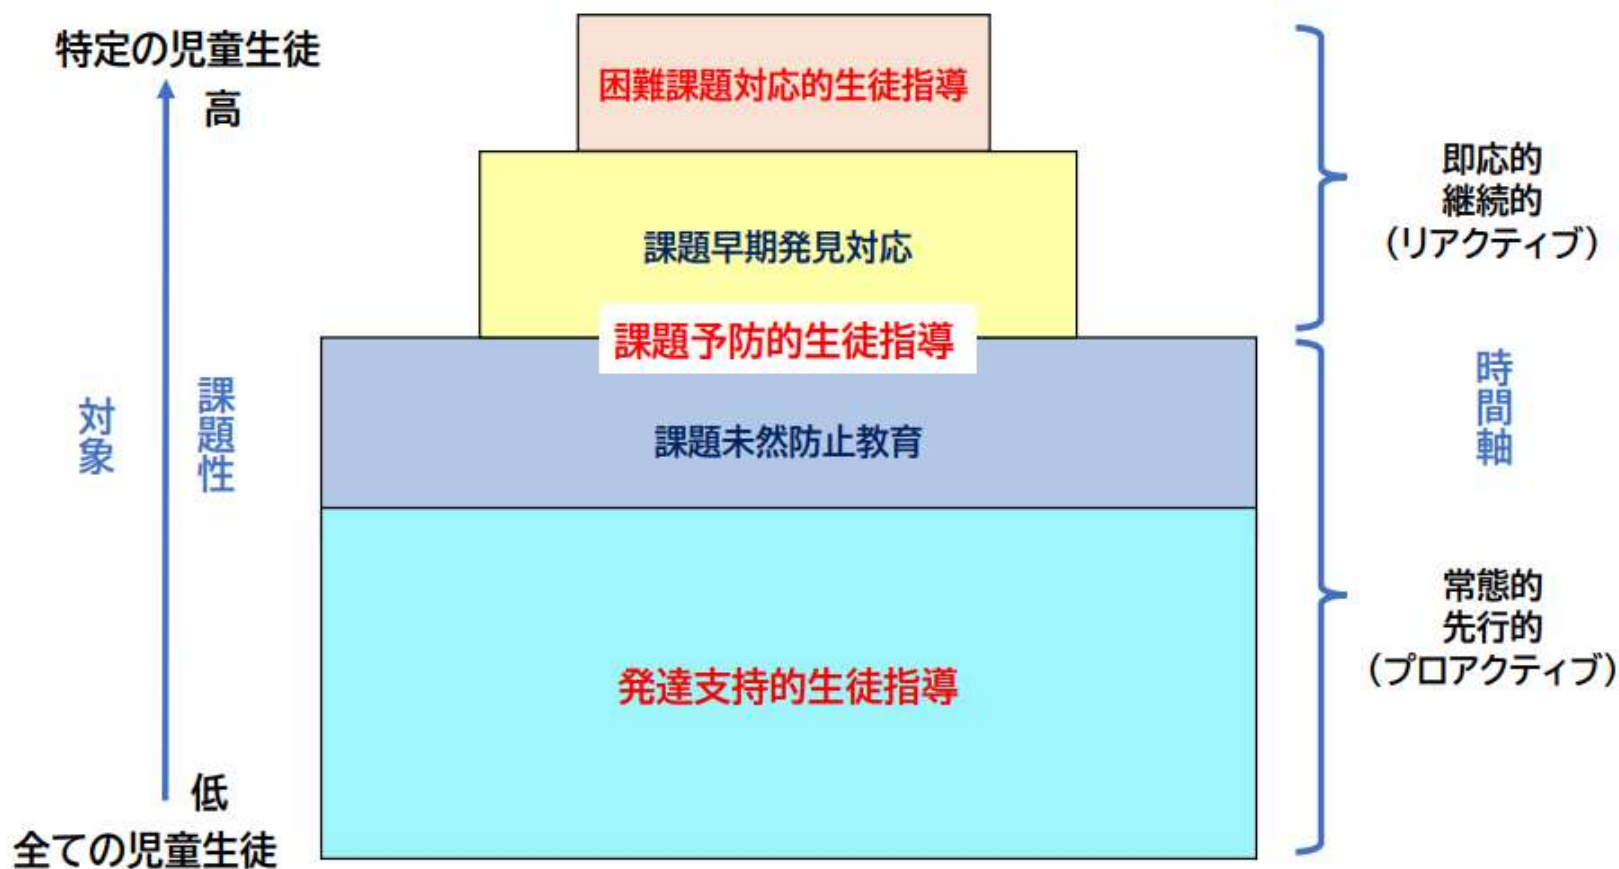 特定の児童生徒
高
対象
課題性
低
全ての児童生徒
困難課題対応的生徒指導
課題早期発見対応
課題予防的生徒指導
課題未然防止教育
発達支持的生徒指導
即応的
継続的
（リアクティブ）
時間軸
常態的
先行的
（プロアクティブ）